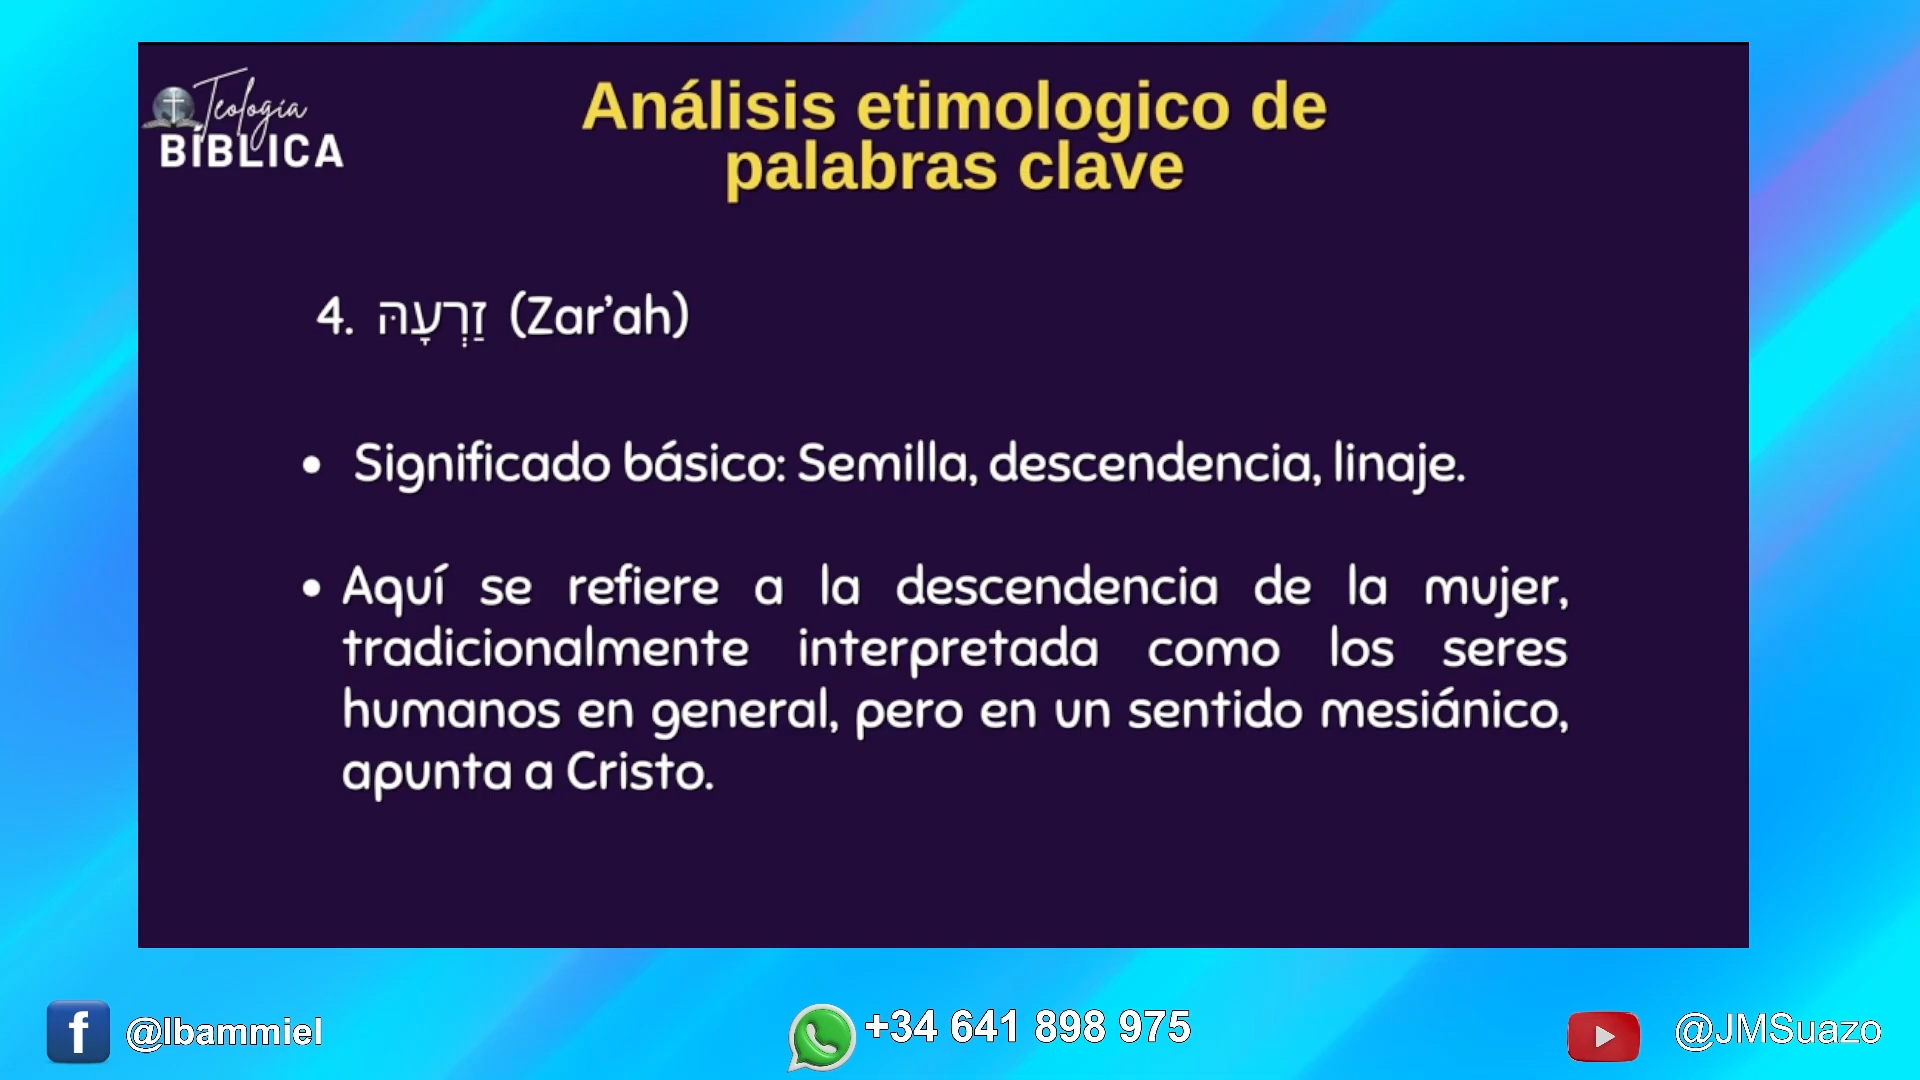 Teología
BÍBLICA
Análisis etimologico de
palabras clave
4. זַרְעָהּ (Zar’ah)
• Significado básico: Semilla, descendencia, linaje.
• Aquí se refiere a la descendencia de la mujer,
tradicionalmente interpretada como los seres
humanos en general, pero en un sentido mesiánico,
apunta a Cristo.
f @Ibammiel
+34 641 898 975
@JMSuazo